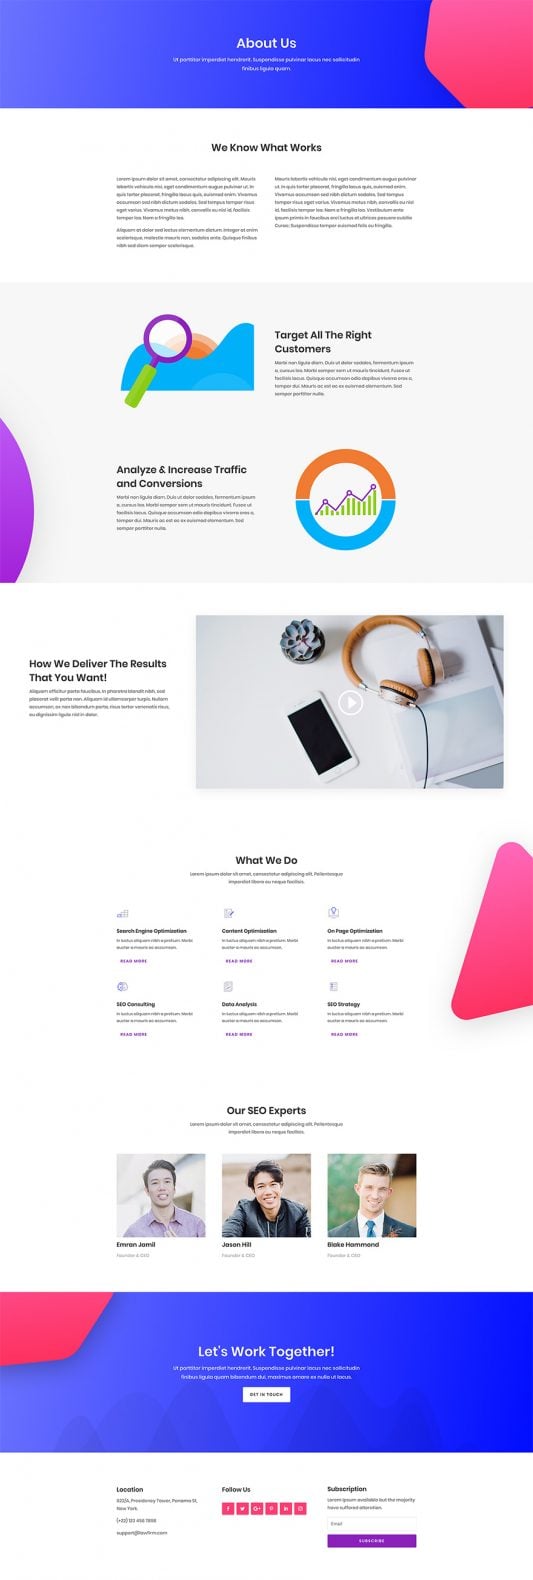 About Us
Ut porttitor imperdiet hendrerit. Suspendisse pulvinar lacus nec sollicitudin
finibus ligula quam.
We Know What Works
Lorem ipsum dolor sit amet, consectetur adipiscing elit. Mauris
lobortis vehicula nisi, eget condimentum augue pulvinar ut. In
quis tortor pharetra, fringilla lacus quis, euismod sem. Vivamus
accumsan, sem sed lobortis accumsan, dolor sed tempor risus
eget varius. Vivamus metus nibh, convallis eu nisl id, facilisis
tempor leo. Nam a fringilla leo.
Aliquam at dolor sed lectus elementum dictum. Integer at enim
scelerisque, molestie mauris non, sodales ante. Quisque finibus
nibh sed diam semper scelerisque.
Mauris lobortis vehicula nisi, eget condimentum augue pulvinar
ut. In quis tortor pharetra, fringilla lacus quis, euismod sem.
Vivamus accumsan, sem sed accumsan, dolor. Sed tempus
tempor risus eget varius. Vivamus metus nibh, convallis eu nisl
id, facilisis tempor leo. Nam a fringilla leo. Vestibulum ante
ipsum primis in faucibus orci luctus et ultrices posuere cubilia
Curae; Suspendisse tempor euismod felis eu fringilla.
Target All The Right
Customers
Morbi non ligula diam. Duis ut dolor sodales, fermentum ipsum
a, cursus leo. Morbi sempor sem ut mauris tincidunt, Fusce ut
facilisis lacus. Quisque accumsan odio dapibus viverra eros a,
tempor dui. Mauris ac est ac ex euismod elementum. Sed
semper porttitor nulla.
Analyze & Increase Traffic
and Conversions
Morbi non ligula diam. Duis ut dolor sodales, fermentum ipsum
a, cursus leo. Morbi sempor sem ut mauris tincidunt, Fusce ut
facilisis lacus. Quisque accumsan odio dapibus viverra eros a,
tempor dui. Mauris ac est ac ex euismod elementum. Sed
semper porttitor nulla.
How We Deliver The Results
That You Want!
Aliquam efficitur porta faucibus. In pharetra blandit nibh, sed
placerat velit porta non. Aliquam id ullamcorper turpis. Nullam
accumsan, ex non bibendum porta, risus tortor venenatis risus,
eu dignissim ligula nisl in dolor.
What We Do
Lorem ipsum dolor sit amet, consectetur adipiscing elit. Pellentesque
imperdiet libero eu neque facilisis.
Search Engine Optimization
In luctus aliquam nibh a pretium. Morbi
auctor a mauris ac accumsan.
READ MORE
Content Optimization
In luctus aliquam nibh a pretium. Morbi
auctor a mauris ac accumsan.
READ MORE
On Page Optimization
In luctus aliquam nibh a pretium. Morbi
auctor a mauris ac accumsan.
READ MORE
SEO Consulting
In luctus aliquam nibh a pretium. Morbi
auctor a mauris ac accumsan.
READ MORE
Data Analysis
In luctus aliquam nibh a pretium. Morbi
auctor a mauris ac accumsan.
READ MORE
SEO Strategy
In luctus aliquam nibh a pretium. Morbi
auctor a mauris ac accumsan.
READ MORE
Our SEO Experts
Lorem ipsum dolor sit amet, consectetur adipiscing elit. Pellentesque
imperdiet libero eu neque facilisis.
Emran Jamil
Founder & CEO
Jason Hill
Founder & CEO
Blake Hammond
Founder & CEO
Let's Work Together!
Ut porttitor imperdiet hendrerit. Suspendisse pulvinar lacus nec sollicitudin
finibus ligula quam bibendum dui, maximus ornare ex nulla ut lacus.
GET IN TOUCH
Location
Presidency Tower, Panama St,
New York.
(+22) 123 456 7898
support@lawfirm.com
Follow Us
Subscription
Lorem ipsum available but the majority
have suffered alteration.
Email
SUBSCRIBE